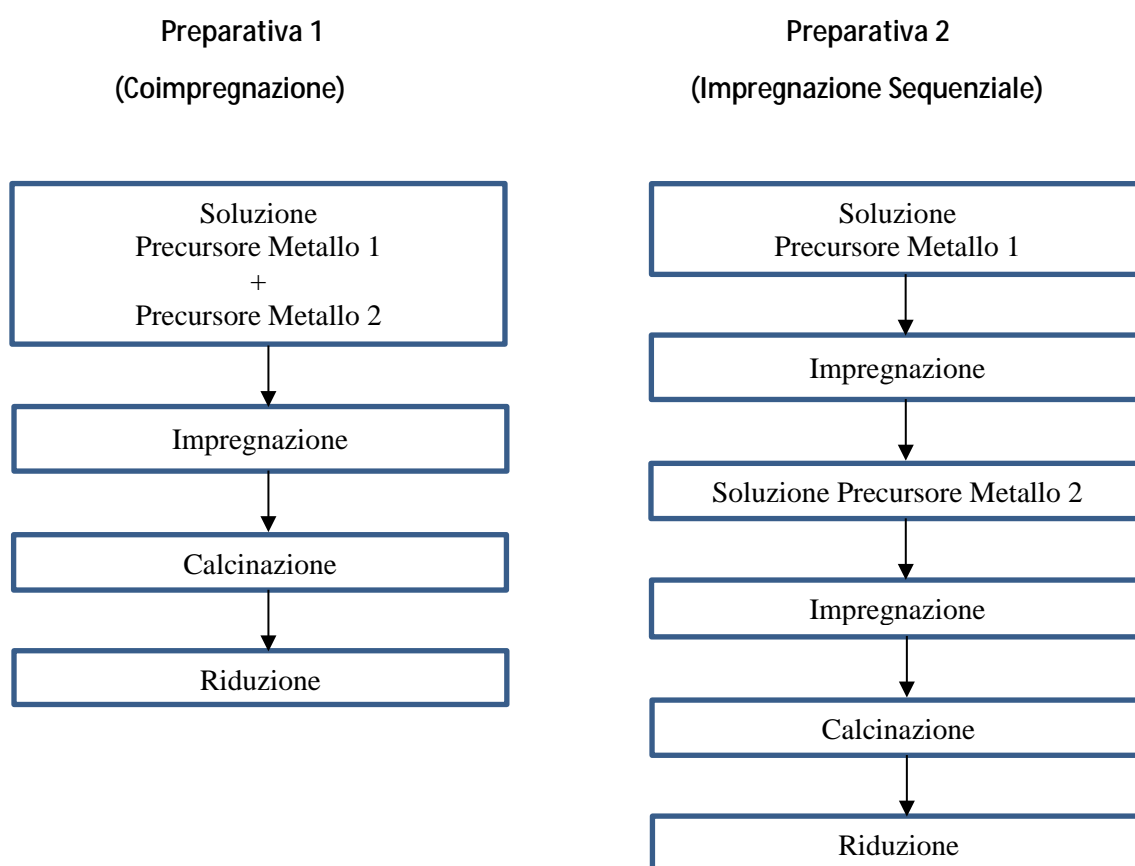 Preparativa 1
(Coimpregnazione)
Soluzione
Precursore Metallo 1
+
Precursore Metallo 2
Impregnazione
Calcinazione
Riduzione
Preparativa 2
(Impregnazione Sequenziale)
Soluzione
Precursore Metallo 1
Impregnazione
Soluzione Precursore Metallo 2
Impregnazione
Calcinazione
Riduzione